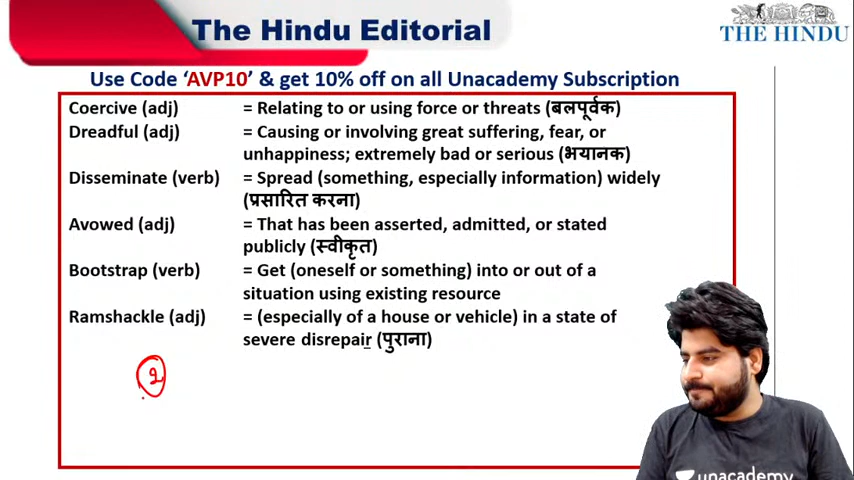 The Hindu Editorial
THE HINDU
Use Code ‘AVP10’ & get 10% off on all Unacademy Subscription
Coercive (adj) = Relating to or using force or threats (बलपूर्वक)
Dreadful (adj) = Causing or involving great suffering, fear, or
unhappiness; extremely bad or serious (भयानक)
Disseminate (verb) = Spread (something, especially information) widely
(प्रसारित करना)
Avowed (adj) = That has been asserted, admitted, or stated
publicly (स्वीकृत)
Bootstrap (verb) = Get (oneself or something) into or out of a
situation using existing resource
Ramshackle (adj) = (especially of a house or vehicle) in a state of
severe disrepair (पुराना)
unacademy